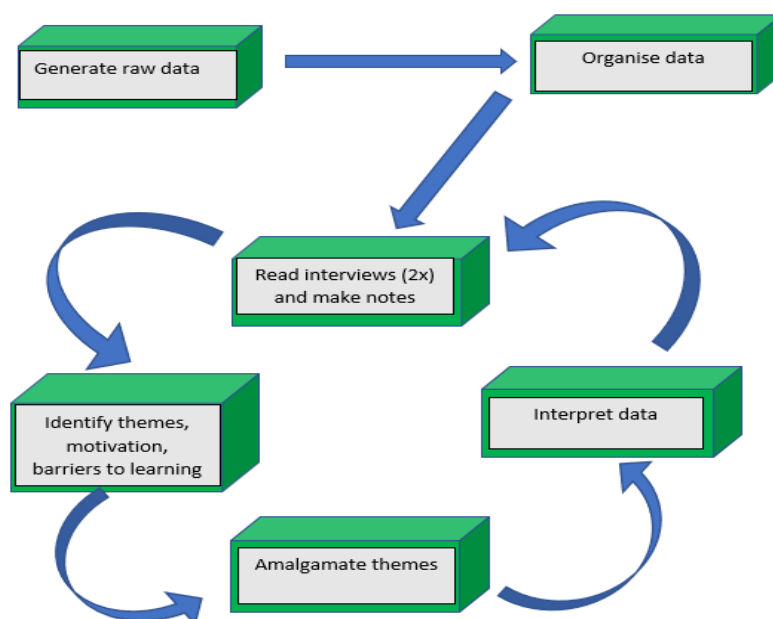 Generate raw data
Organise data
Read interviews (2x)
and make notes
Identify themes,
motivation,
barriers to learning
Interpret data
Amalgamate themes